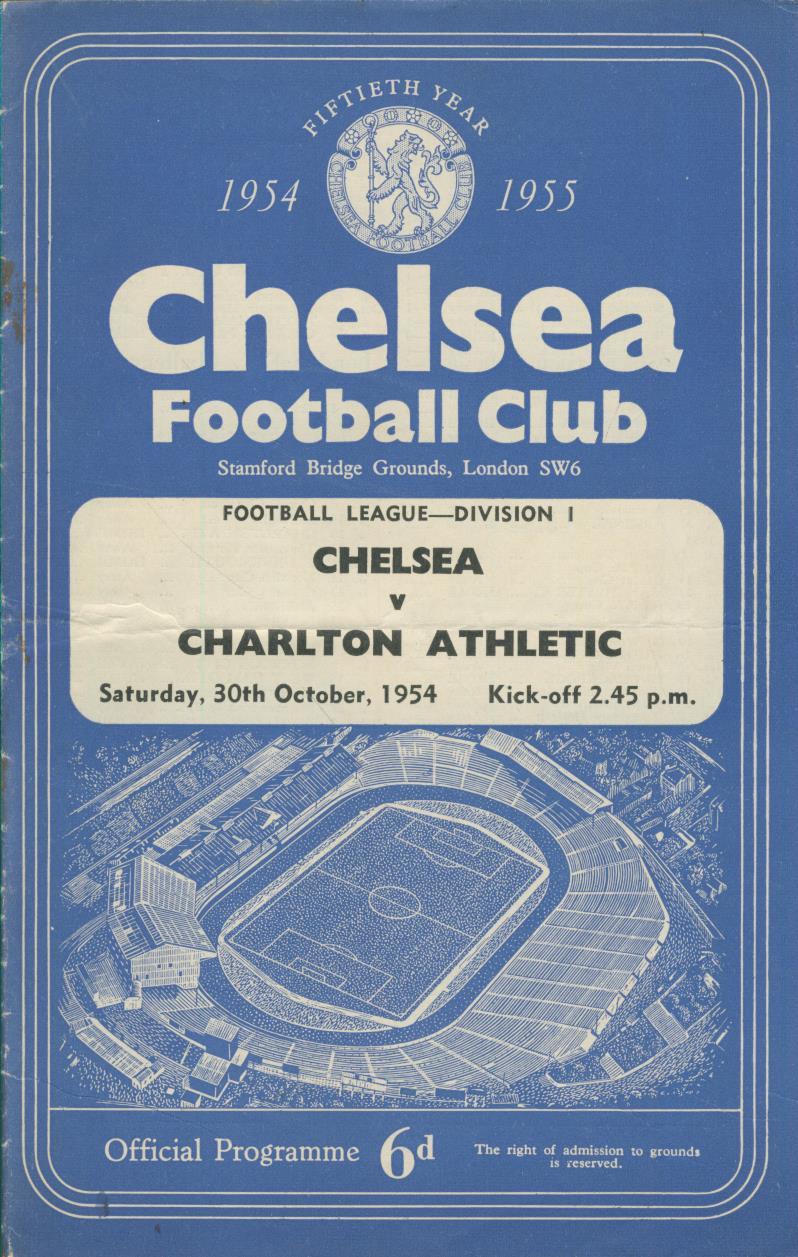 FIFTIETH YEAR
1954 1955
CHELSEA FOOTBALL CLUB
Chelsea
Football Club
Stamford Bridge Grounds, London SW6
FOOTBALL LEAGUE—DIVISION I
CHELSEA
v
CHARLTON ATHLETIC
Saturday, 30th October, 1954 Kick-off 2.45 p.m.
Official Programme 6d
The right of admission to grounds
is reserved.